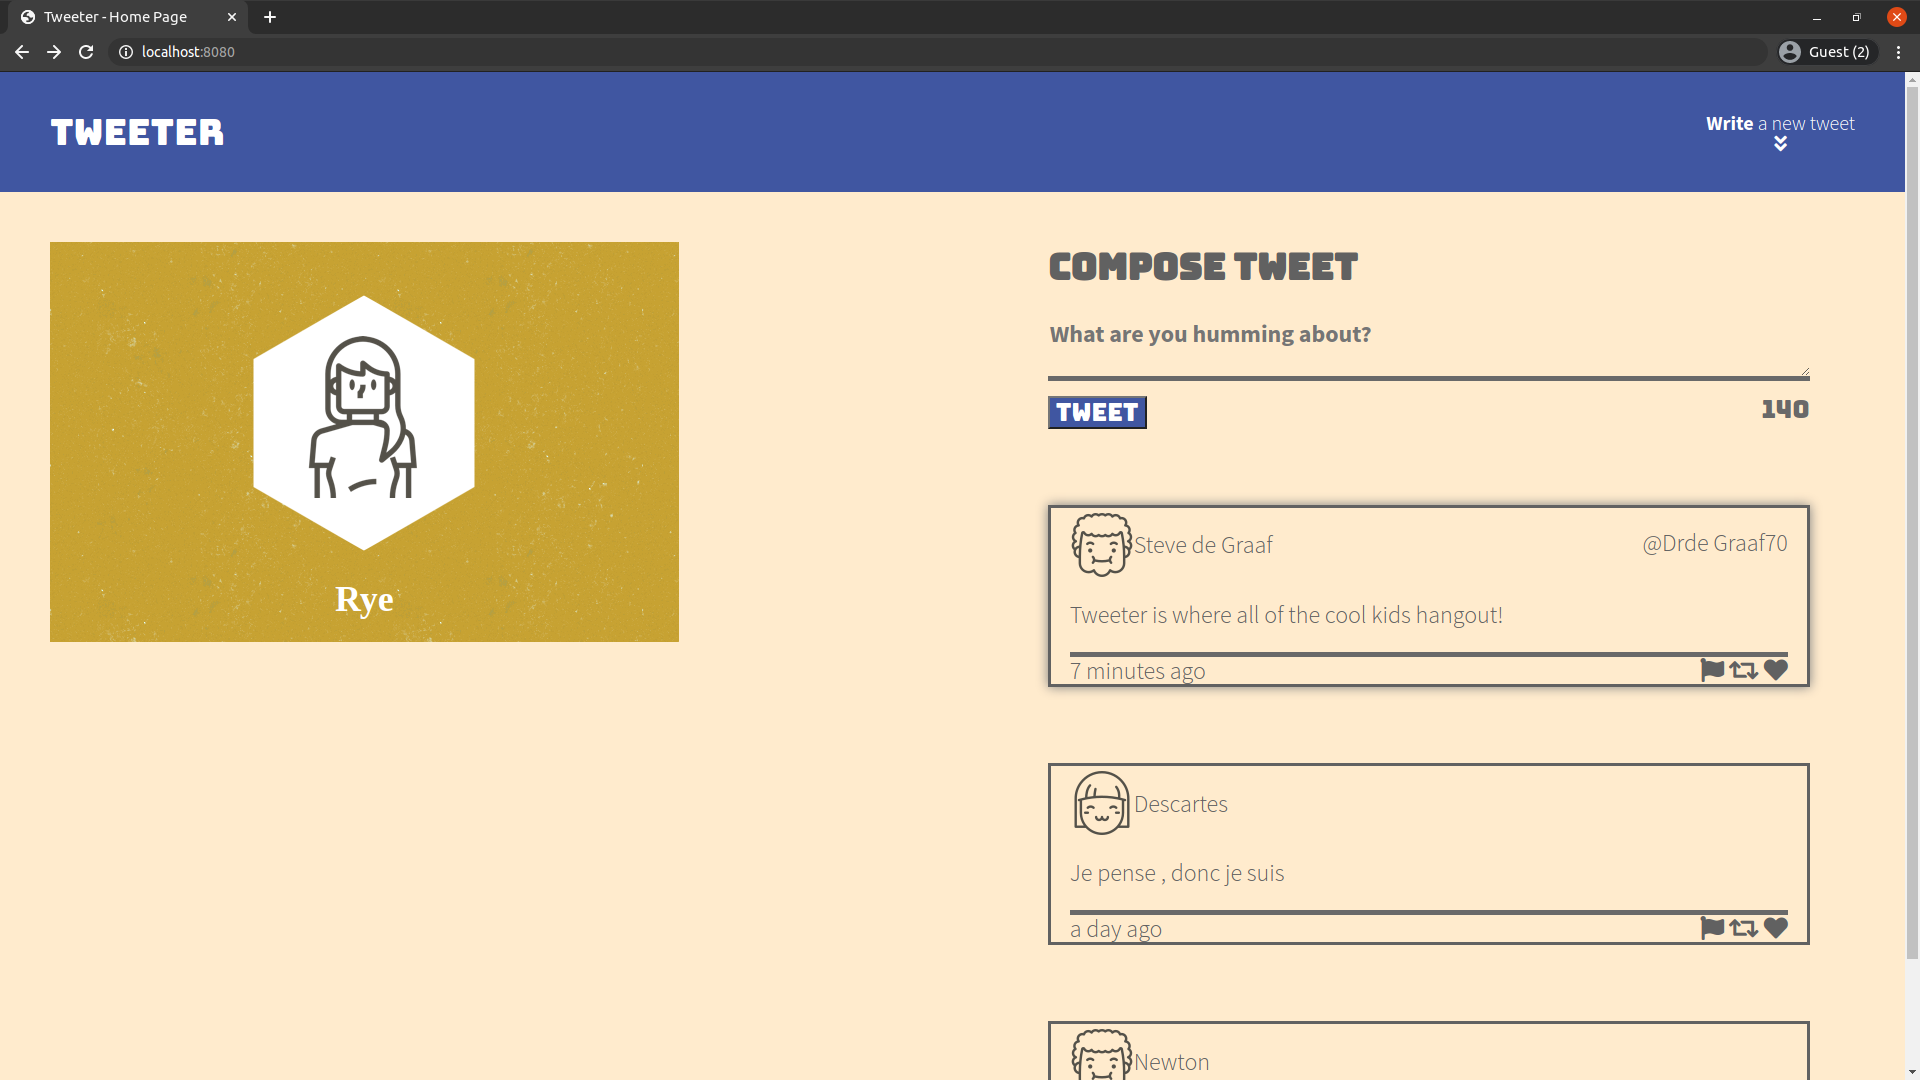 Tweeter - Home Page
localhost:8080
Guest (2)
TWEETER
Write a new tweet
Rye
COMPOSE TWEET
What are you humming about?
TWEET
140
Steve de Graaf
@Drde Graaf70
Tweeter is where all of the cool kids hangout!
7 minutes ago
Descartes
Je pense , donc je suis
a day ago
Newton